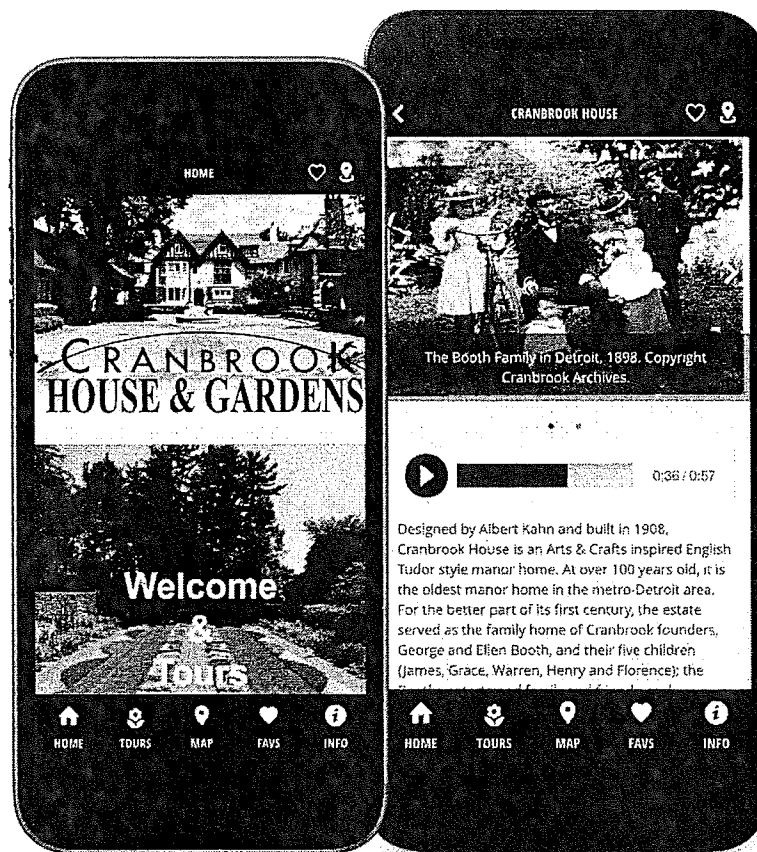 HOME
CRANBROOK
HOUSE & GARDENS
Welcome
&
Tours
HOME TOURS MAP FAVS INFO
CRANBROOK HOUSE
The Booth Family in Detroit, 1898. Copyright
Cranbrook Archives.
0:36 / 0:57
Designed by Albert Kahn and built in 1908,
Cranbrook House is an Arts & Crafts inspired English
Tudor style manor home. At over 100 years old, it is
the oldest manor home in the metro-Detroit area.
For the better part of its first century, the estate
served as the family home of Cranbrook founders,
George and Ellen Booth, and their five children
(James, Grace, Warren, Henry and Florence); the
HOME TOURS MAP FAVS INFO